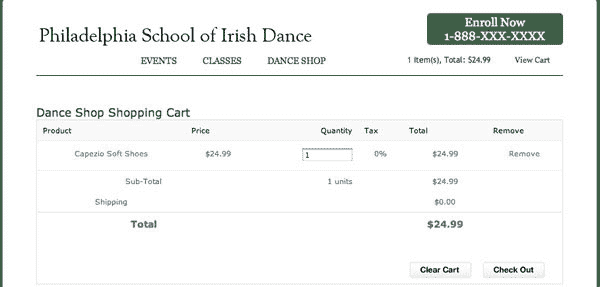 Enroll Now
1-888-XXX-XXXX
Philadelphia School of Irish Dance
EVENTS CLASSES DANCE SHOP 1 Item(s), Total: $24.99 View Cart
Dance Shop Shopping Cart
Product Price Quantity Tax Total Remove
Capezio Soft Shoes $24.99 1 0% $24.99 Remove
Sub-Total 1 units $24.99
Shipping $0.00
Total $24.99
Clear Cart Check Out